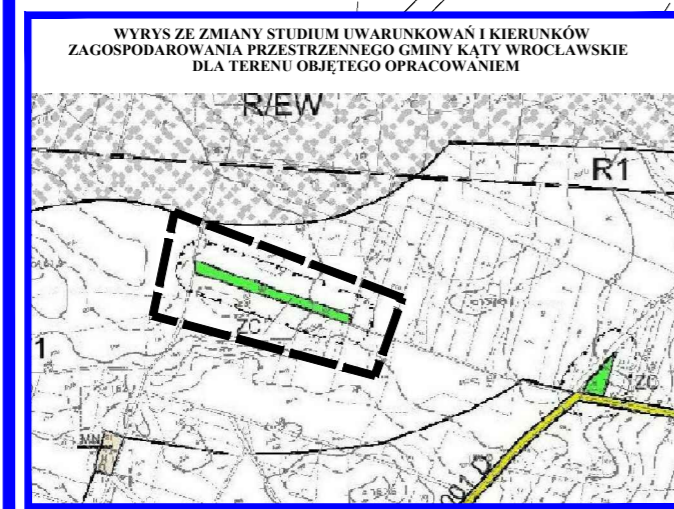 WYRYS ZE ZMIANY STUDIUM UWARUNKOWAŃ I KIERUNKÓW
ZAGOSPODAROWANIA PRZESTRZENNEGO GMINY KĄTY WROCŁAWSKIE
DLA TERENU OBJĘTEGO OPRACOWANIEM
R/EW
R1
ZC
1
ZC
MN